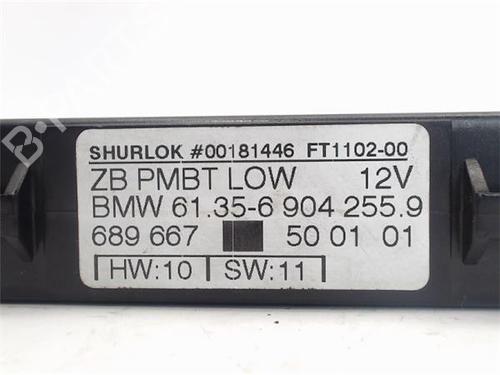 SHURLOK #00181446 FT1102-00
ZB PMBT LOW 12V
BMW 61.35-6 904 255.9
689 667 50 01 01
HW:10 SW:11
B-PARTS